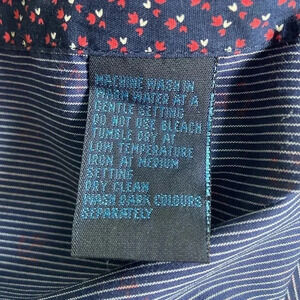 MACHINE WASH IN
WARM WATER AT A
GENTLE SETTING
DO NOT USE BLEACH
TUMBLE DRY AT
LOW TEMPERATURE
IRON AT MEDIUM
SETTING
DRY CLEAN
WASH DARK COLOURS
SEPARATELY